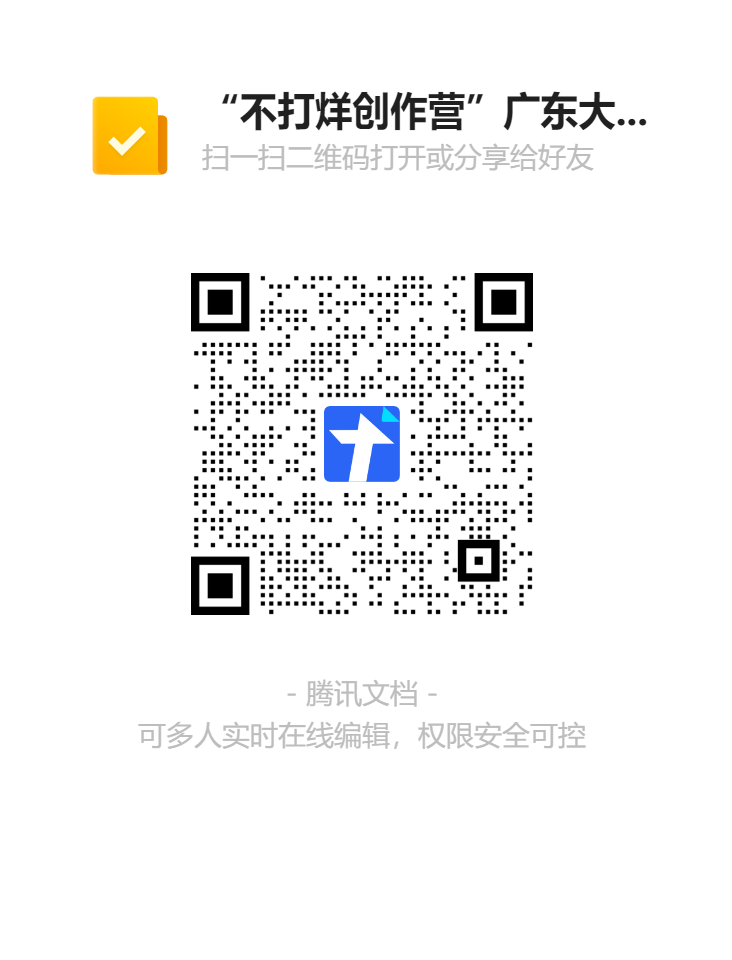 “不打烊创作营”广东大...
扫一扫二维码打开或分享给好友
- 腾讯文档 -
可多人实时在线编辑，权限安全可控